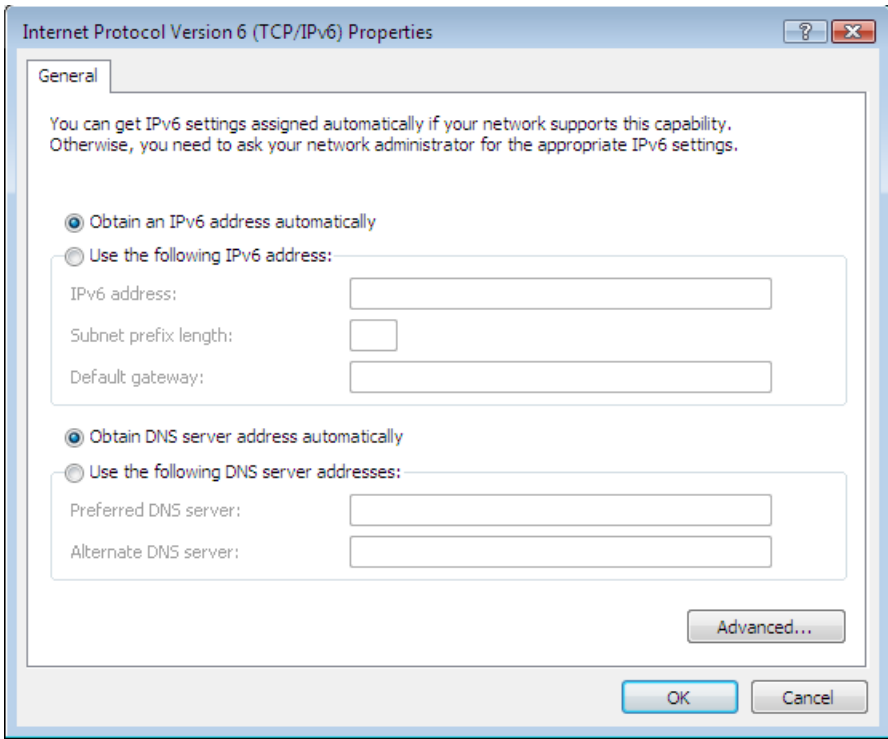 Internet Protocol Version 6 (TCP/IPv6) Properties
?
General
You can get IPv6 settings assigned automatically if your network supports this capability.
Otherwise, you need to ask your network administrator for the appropriate IPv6 settings.
Obtain an IPv6 address automatically
Use the following IPv6 address:
IPv6 address:
Subnet prefix length:
Default gateway:
Obtain DNS server address automatically
Use the following DNS server addresses:
Preferred DNS server:
Alternate DNS server:
Advanced...
OK
Cancel